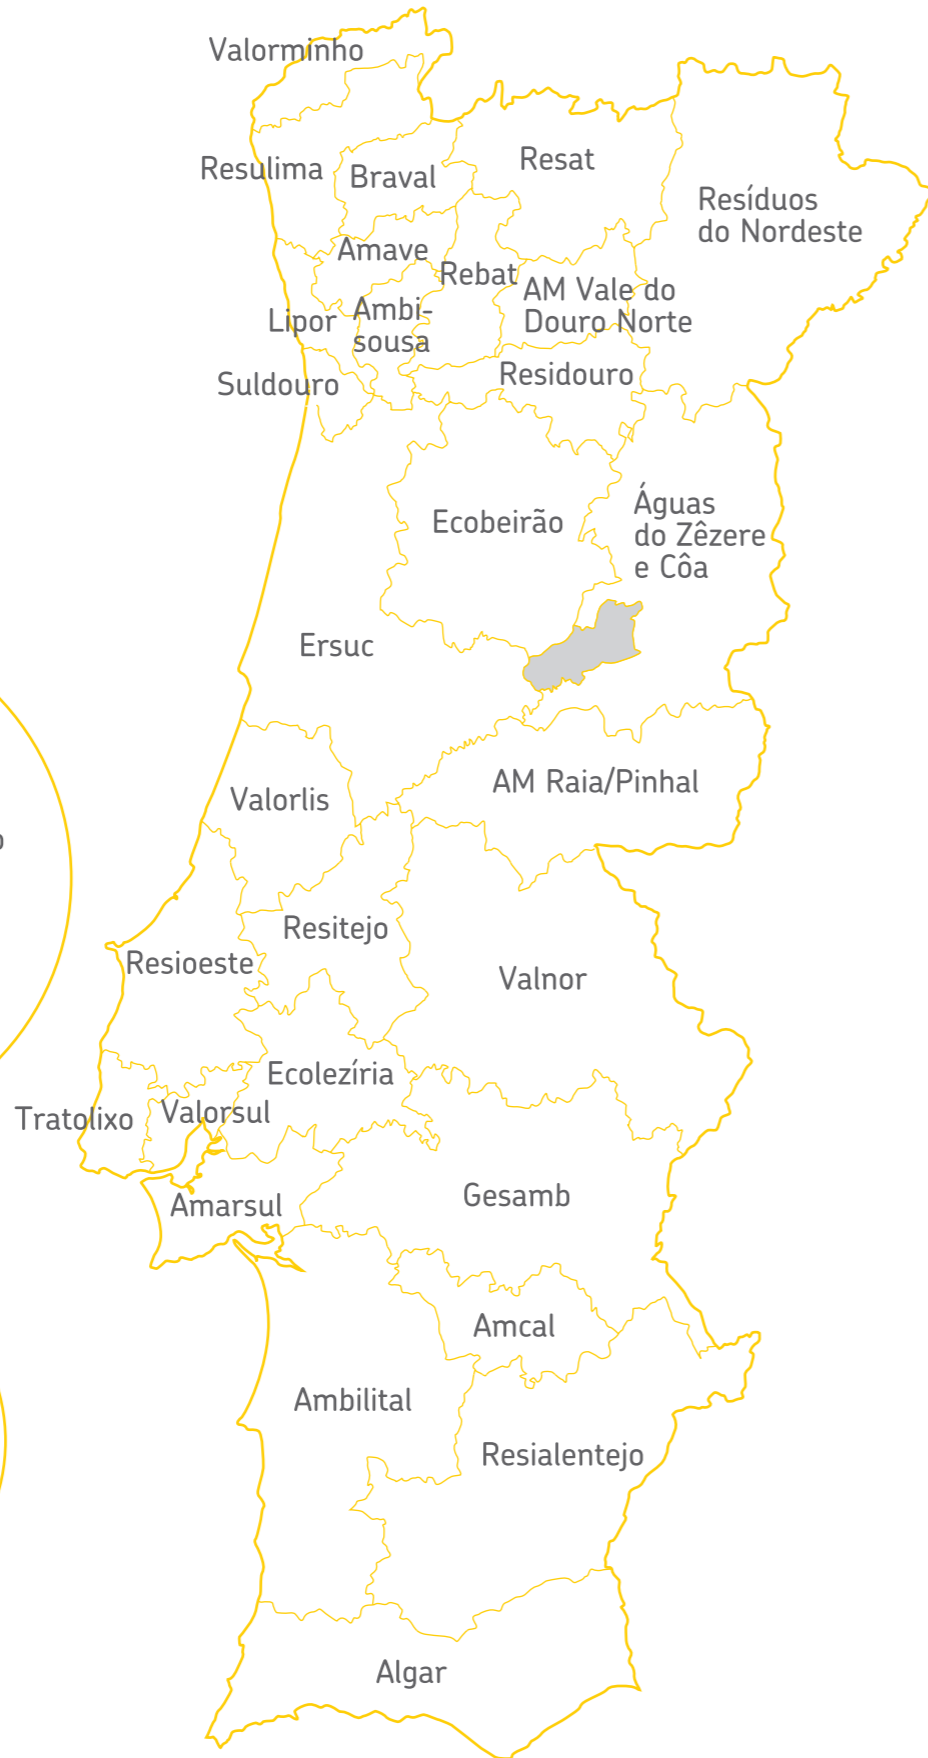 Valorminho
Resulima
Braval
Resat
Resíduos
do Nordeste
Amave
Rebat
AM Vale do
Douro Norte
Lipor
Ambi-
sousa
Suldouro
Residouro
Ecobeirão
Águas
do Zêzere
e Côa
Ersuc
AM Raia/Pinhal
Valorlis
Resitejo
Resioeste
Valnor
Ecolezíria
Tratolixo
Valorsul
Amarsul
Gesamb
Amcal
Ambilital
Resialentejo
Algar